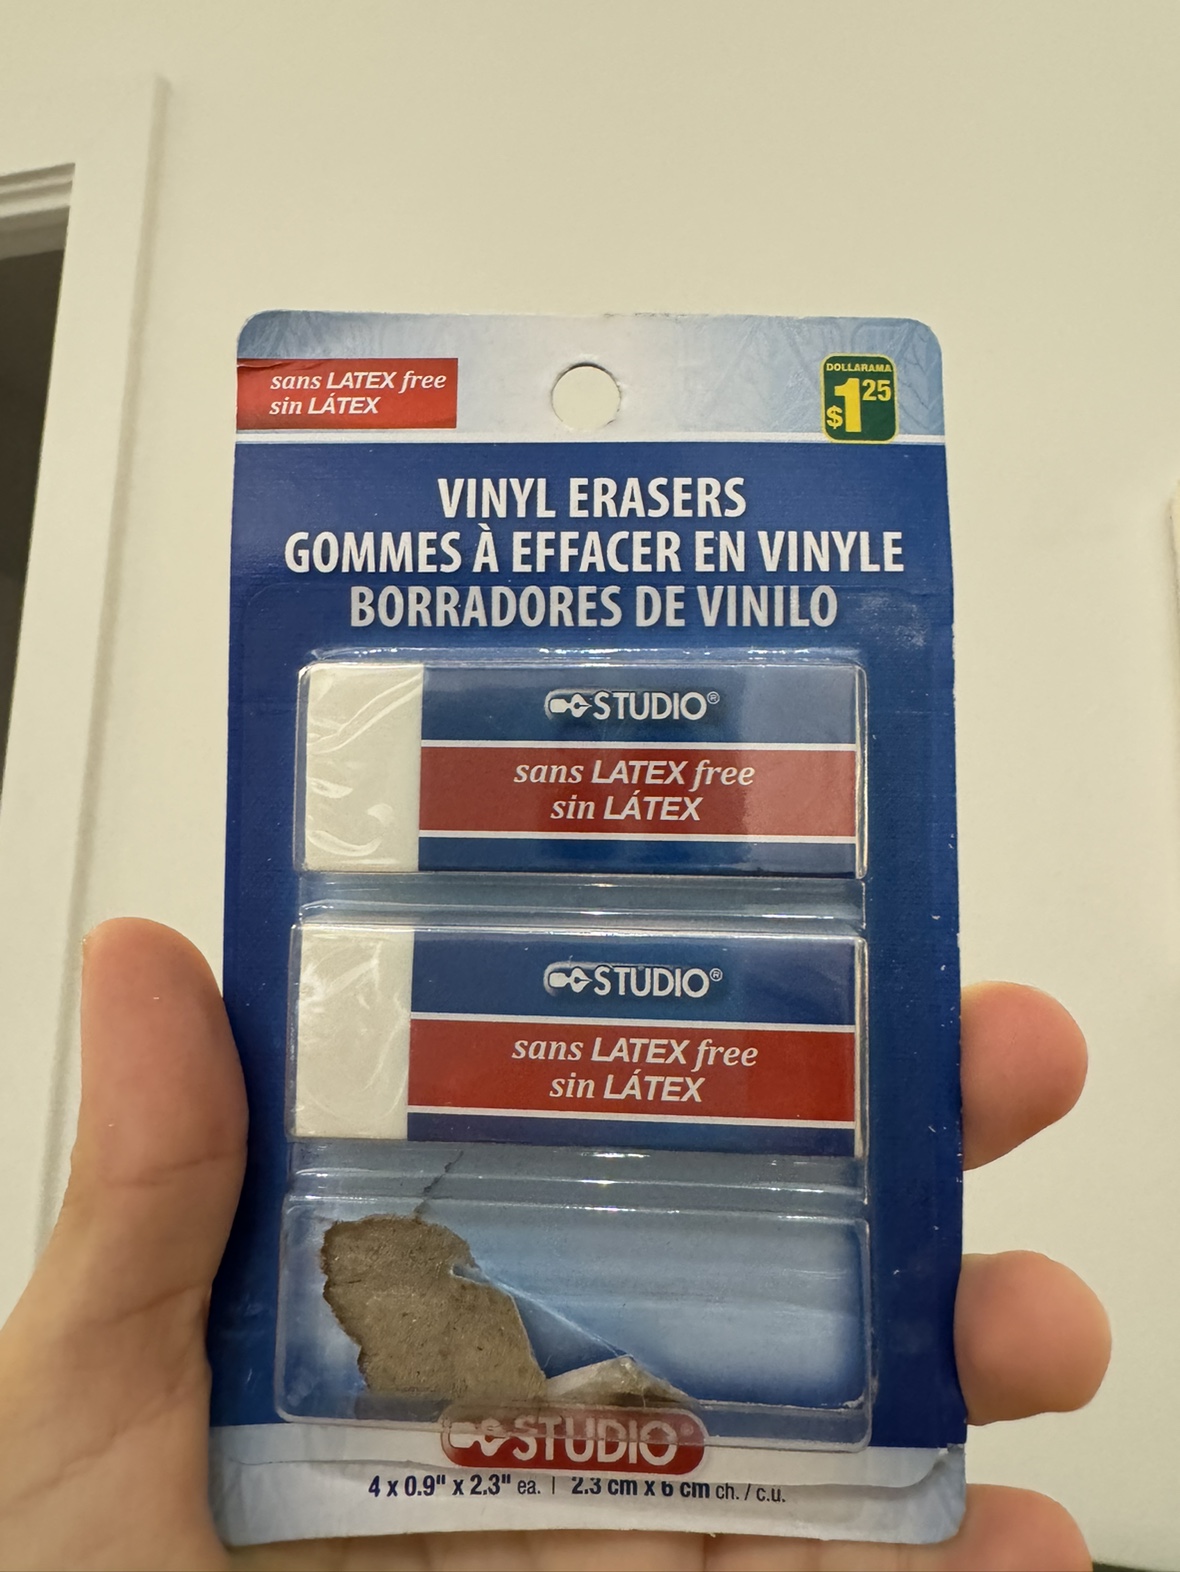 sans LATEX free
sin LÁTEX
DOLLARAMA
$1 25
VINYL ERASERS
GOMMES À EFFACER EN VINYLE
BORRADORES DE VINILO
STUDIO®
sans LATEX free
sin LÁTEX
STUDIO®
sans LATEX free
sin LÁTEX
STUDIO®
4 x 0.9" x 2.3" ea. | 2.3 cm x 6 cm ch. / c.u.